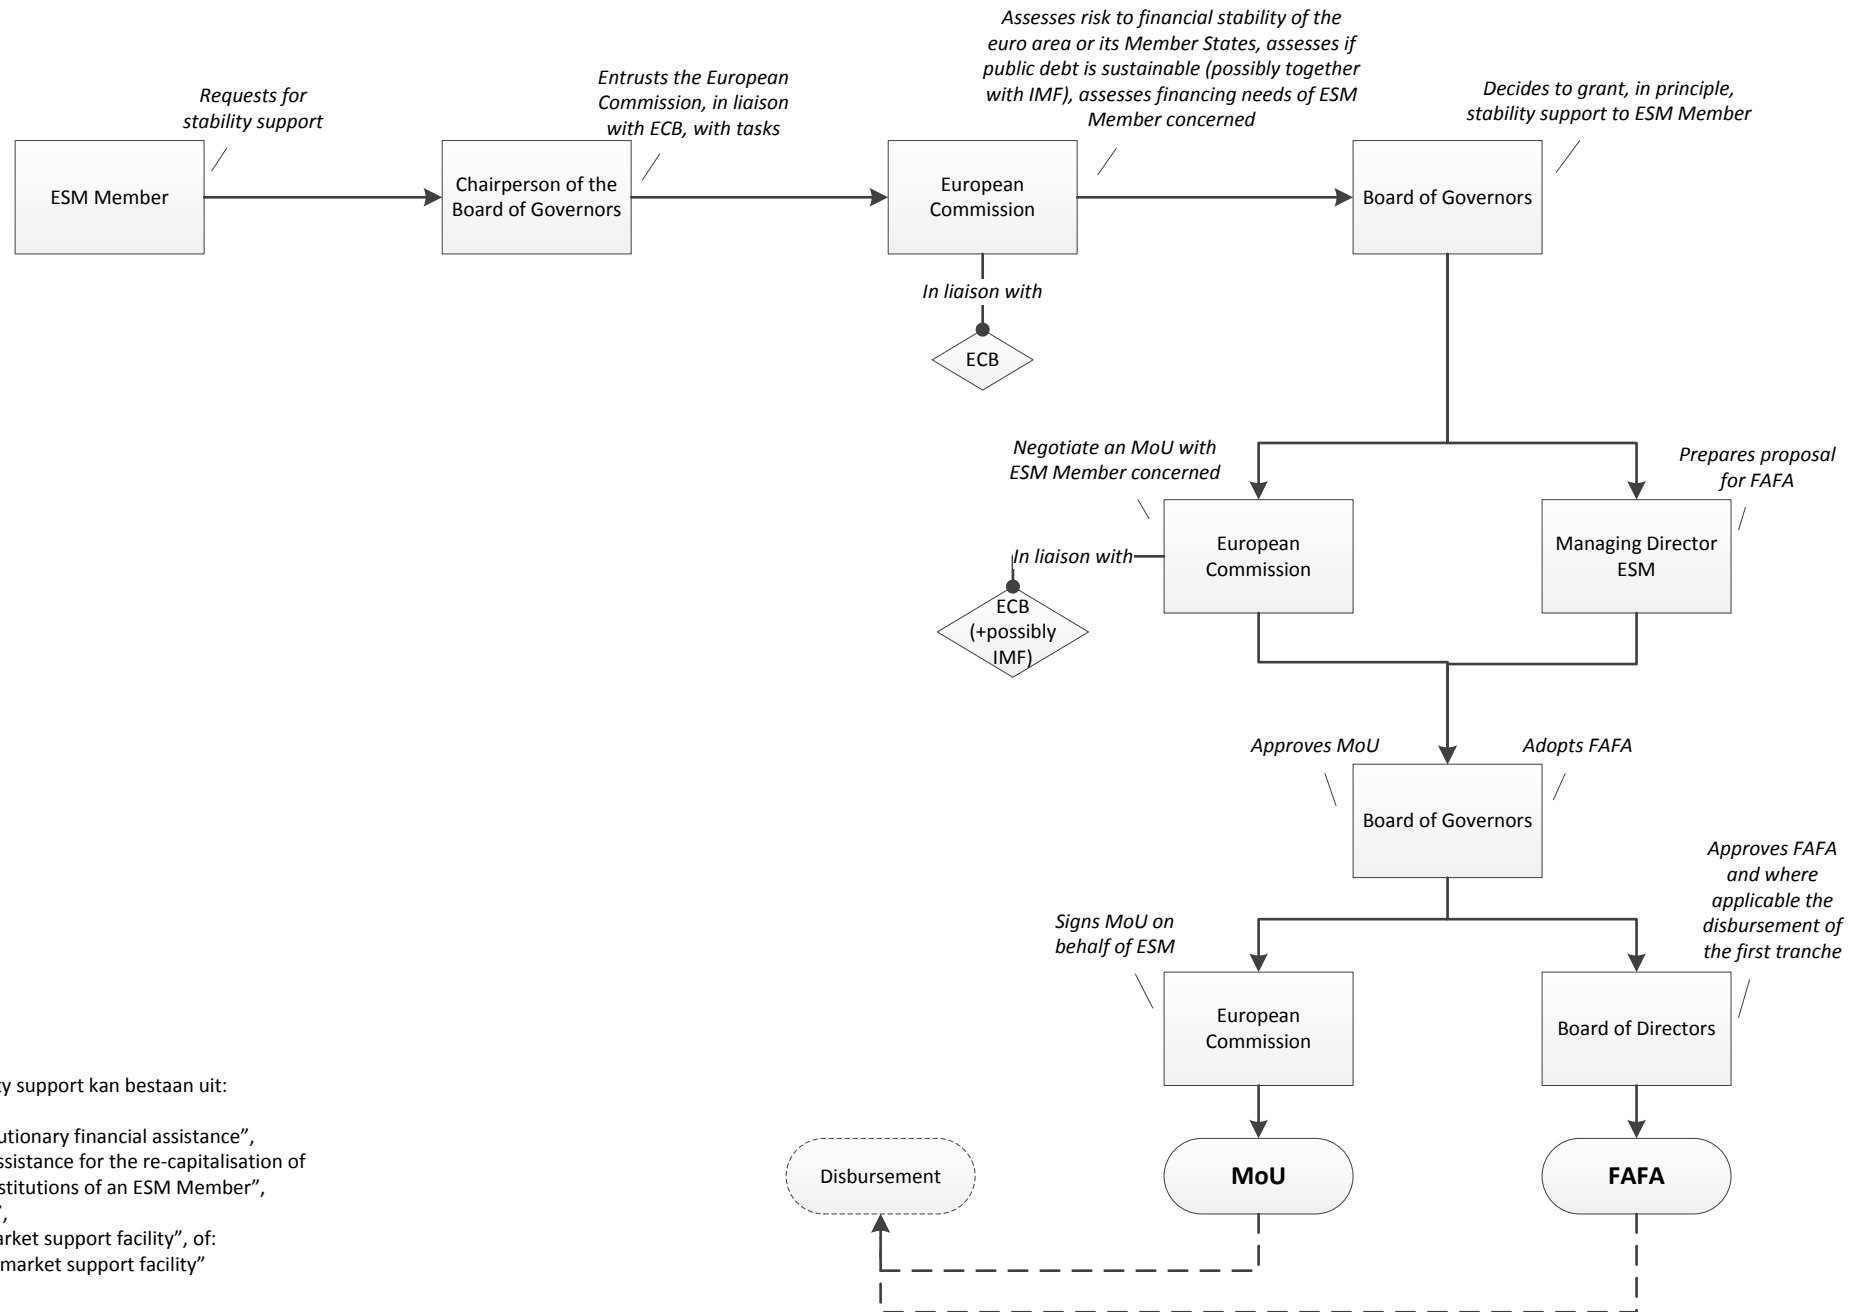 Requests for
stability support
Entrusts the European
Commission, in liaison
with ECB, with tasks
Assesses risk to financial stability of the
euro area or its Member States, assesses if
public debt is sustainable (possibly together
with IMF), assesses financing needs of ESM
Member concerned
Decides to grant, in principle,
stability support to ESM Member
ESM Member
Chairperson of the
Board of Governors
European
Commission
Board of Governors
In liaison with
ECB
Negotiate an MoU with
ESM Member concerned
Prepares proposal
for FAFA
European
Commission
Managing Director
ESM
In liaison with
ECB
(+possibly
IMF)
Approves MoU
Adopts FAFA
Board of Governors
Signs MoU on
behalf of ESM
Approves FAFA
and where
applicable the
disbursement of
the first tranche
European
Commission
Board of Directors
Disbursement
MoU
FAFA
support kan bestaan uit:
financial assistance”,
for the re-capitalisation of
of an ESM Member”,
”,
support facility”, of:
market support facility”